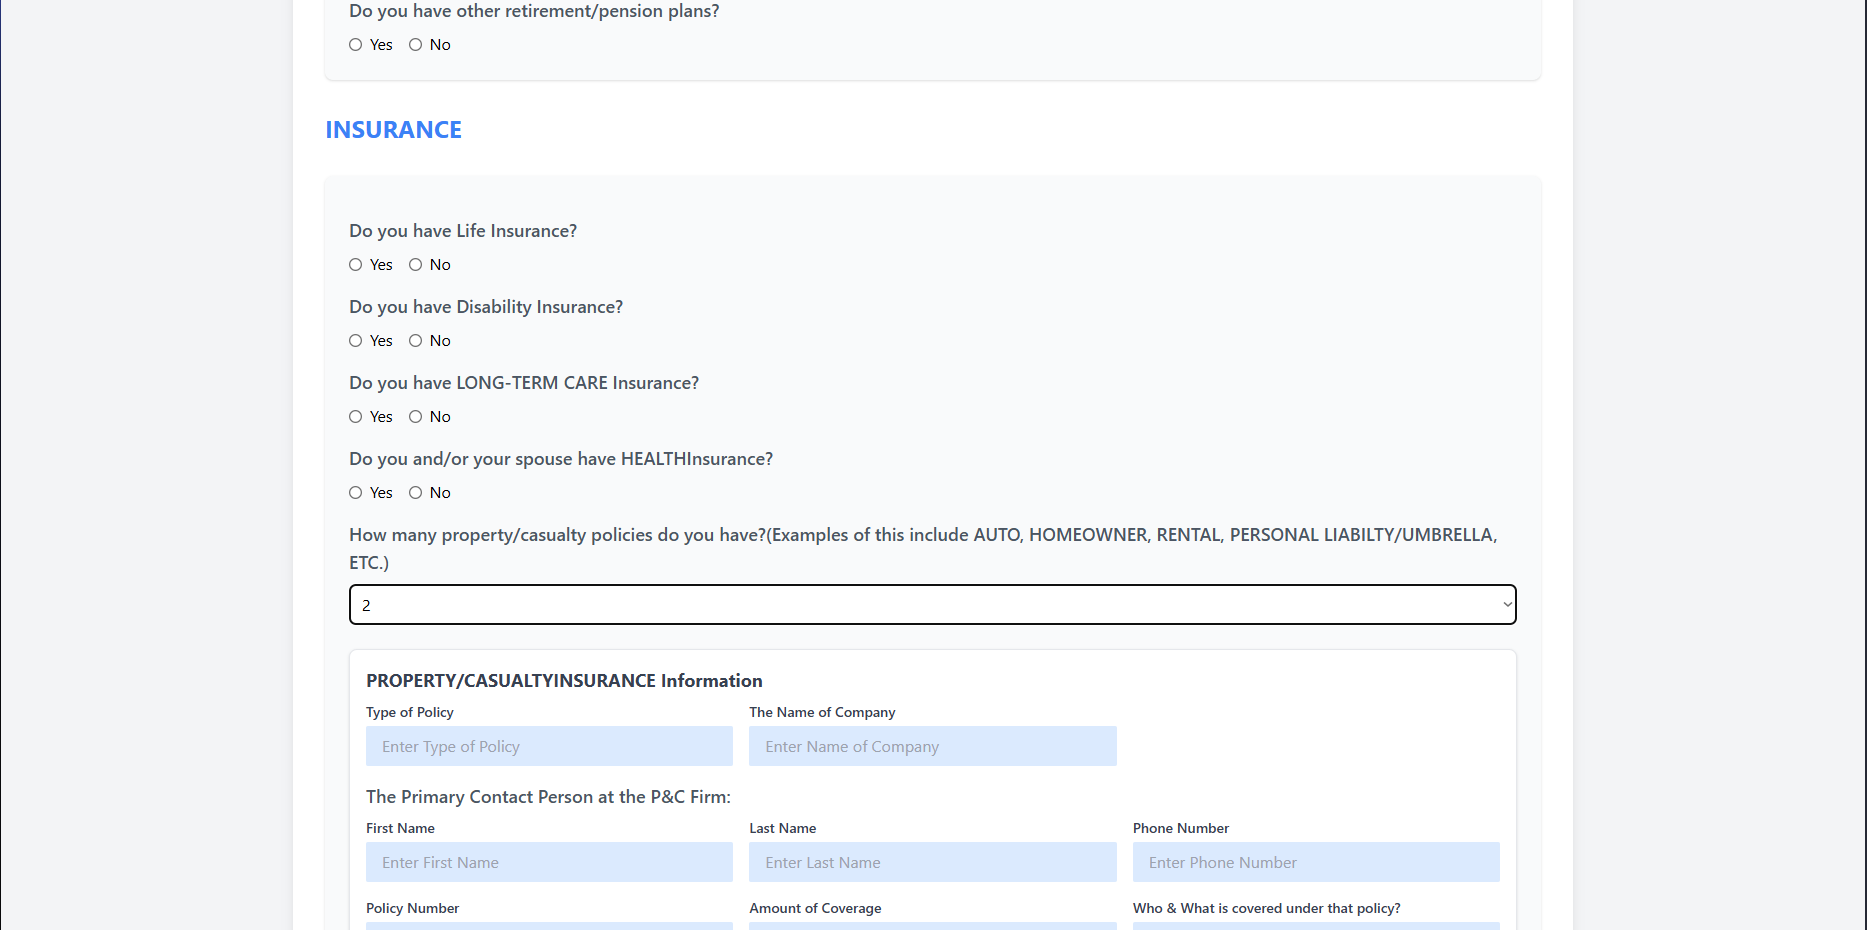 Do you have other retirement/pension plans?
Yes No
INSURANCE
Do you have Life Insurance?
Yes No
Do you have Disability Insurance?
Yes No
Do you have LONG-TERM CARE Insurance?
Yes No
Do you and/or your spouse have HEALTHInsurance?
Yes No
How many property/casualty policies do you have?(Examples of this include AUTO, HOMEOWNER, RENTAL, PERSONAL LIABILTY/UMBRELLA,
ETC.)
2
PROPERTY/CASUALTYINSURANCE Information
Type of Policy The Name of Company
Enter Type of Policy Enter Name of Company
The Primary Contact Person at the P&C Firm:
First Name Last Name Phone Number
Enter First Name Enter Last Name Enter Phone Number
Policy Number Amount of Coverage Who & What is covered under that policy?